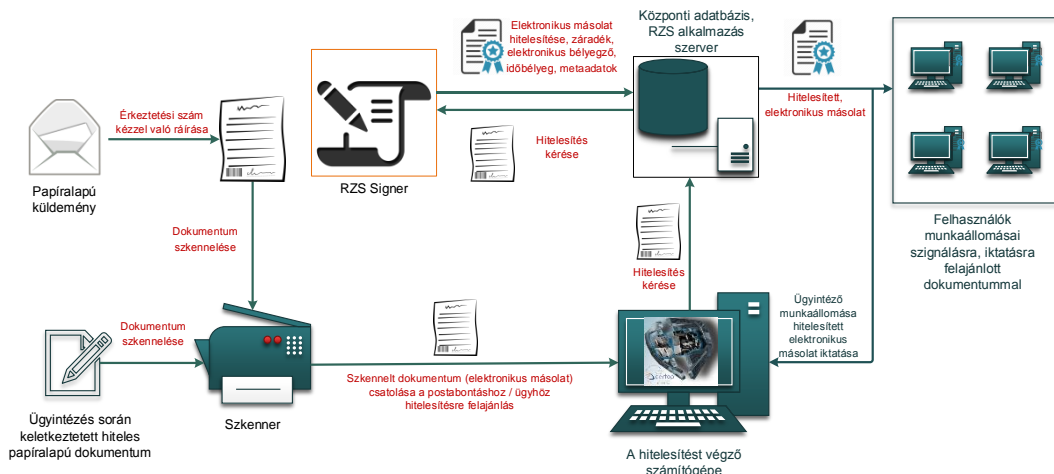 Elektronikus másolat
hitelesítése, záradék,
elektronikus bélyegző,
időbélyeg, metaadatok
Központi adatbázis,
RZS alkalmazás
szerver
Érkeztetési szám
kézzel való ráírása
Hitelesítés
kérése
Hitelesített,
elektronikus másolat
Papíralapú
küldemény
RZS Signer
Felhasználók
munkaállomásai
szignálásra, iktatásra
felajánlott
dokumentummal
Dokumentum
szkennelése
Hitelesítés
kérése
Dokumentum
szkennelése
Ügyintéző
munkaállomása
hitelesített
elektronikus
másolat iktatása
Szkennelt dokumentum (elektronikus másolat)
csatolása a postabontáshoz / ügyhöz
hitelesítésre felajánlás
Ügyintézés során
keletkeztetett hiteles
papíralapú dokumentum
Szkenner
A hitelesítést végző
számítógépe